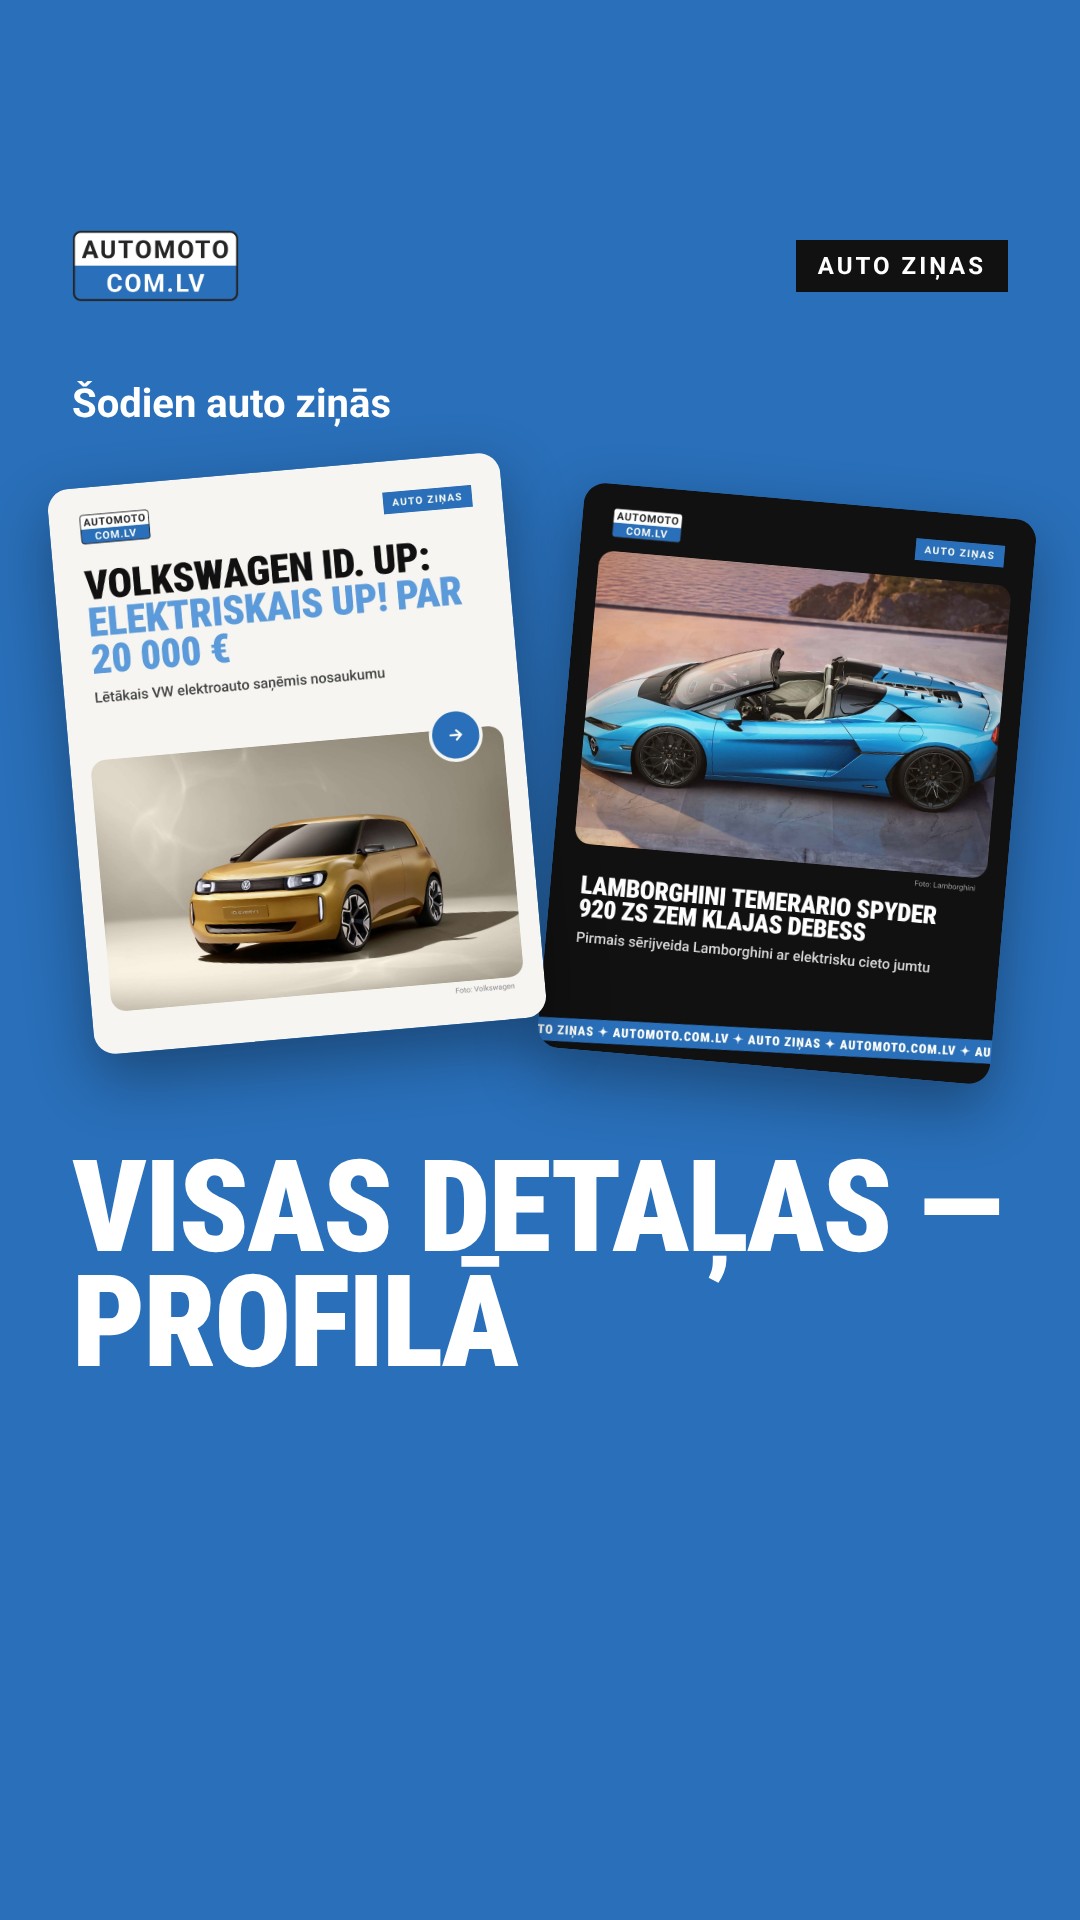 AUTOMOTO
COM.LV
AUTO ZIŅAS
Šodien auto ziņās
AUTOMOTO
COM.LV
AUTO ZIŅAS
VOLKSWAGEN ID. UP:
ELEKTRISKAIS UP! PAR
20 000 €
Lētākais VW elektroauto saņēmis nosaukumu
Foto: Volkswagen
AUTOMOTO
COM.LV
AUTO ZIŅAS
Foto: Lamborghini
LAMBORGHINI TEMERARIO SPYDER
920 ZS ZEM KLAJAS DEBESS
Pirmais sērijveida Lamborghini ar elektrisku cieto jumtu
TO ZIŅAS ✦ AUTOMOTO.COM.LV ✦ AUTO ZIŅAS ✦ AUTOMOTO.COM.LV ✦ AU
VISAS DETAĻAS —
PROFILĀ